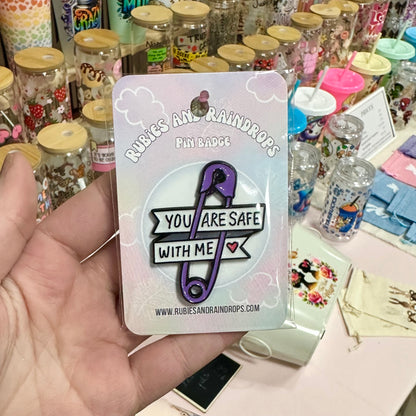 RUBIES AND RAINDROPS
PIN BADGE
YOU ARE SAFE
WITH ME
WWW.RUBIESANDRAINDROPS.COM